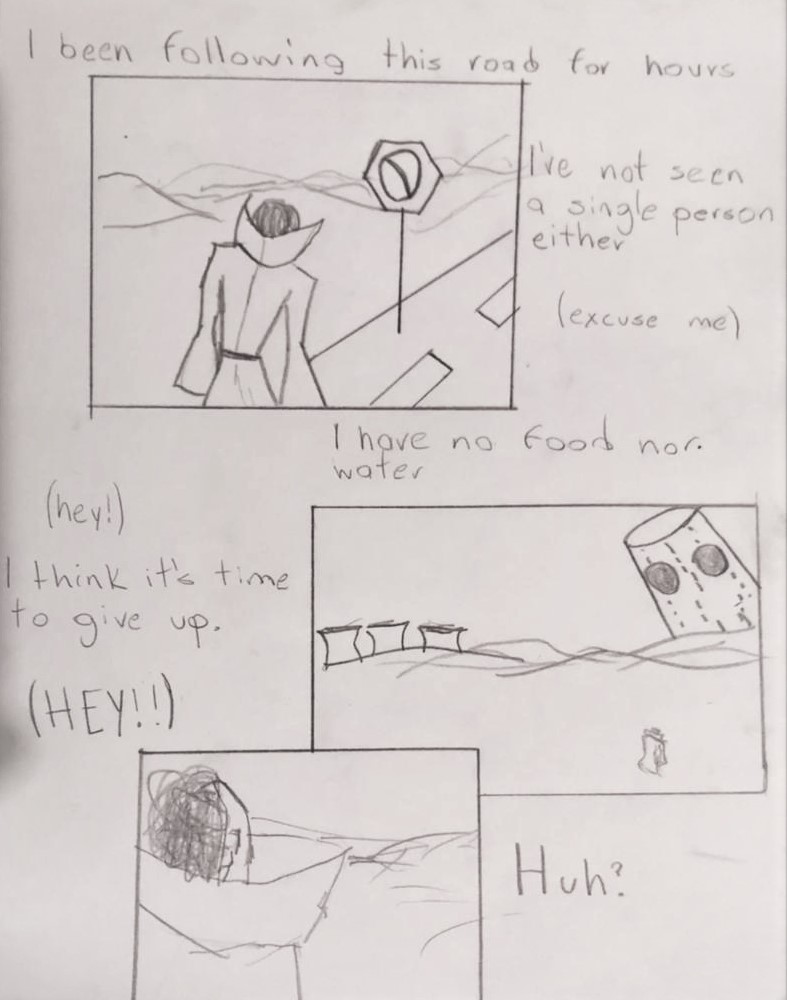 I been following this road for hours
I've not seen
a single person
either
(excuse me)
I have no food nor.
water
(hey!)
I think it's time
to give up.
(HEY!!)
Huh?